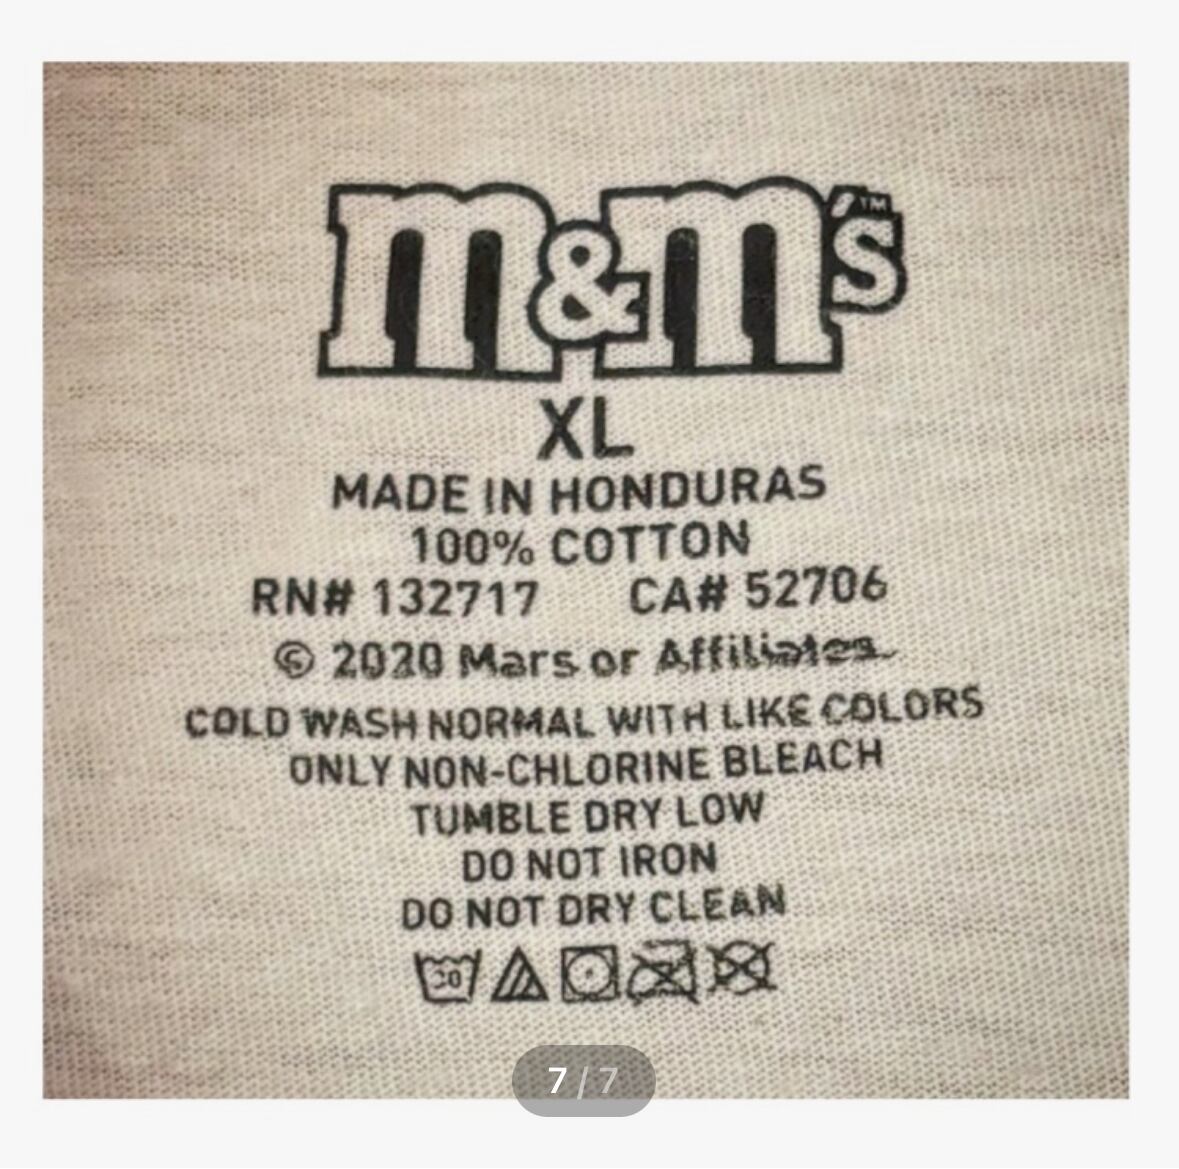 m&m's™
XL
MADE IN HONDURAS
100% COTTON
RN# 132717 CA# 52706
© 2020 Mars or Affiliates
COLD WASH NORMAL WITH LIKE COLORS
ONLY NON-CHLORINE BLEACH
TUMBLE DRY LOW
DO NOT IRON
DO NOT DRY CLEAN
30
7 / 7